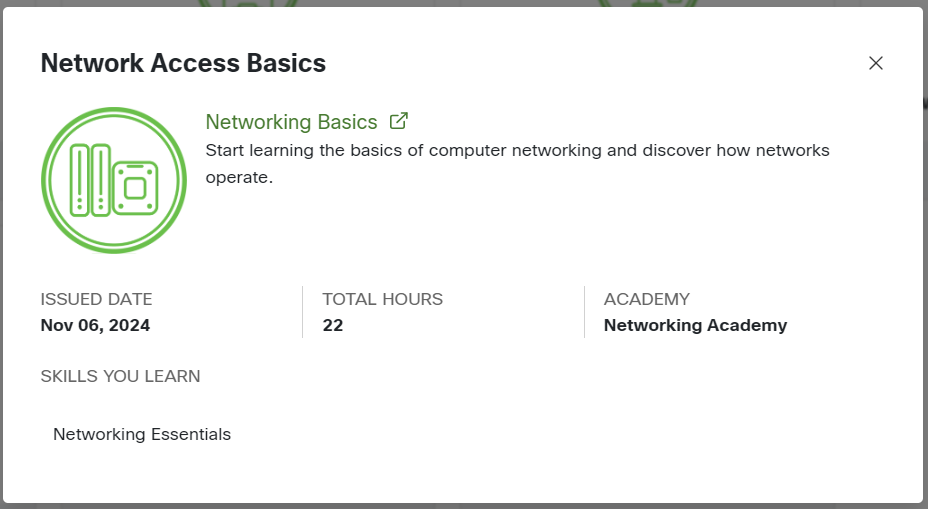 Network Access Basics
Networking Basics
Start learning the basics of computer networking and discover how networks
operate.
ISSUED DATE
Nov 06, 2024
TOTAL HOURS
22
ACADEMY
Networking Academy
SKILLS YOU LEARN
Networking Essentials